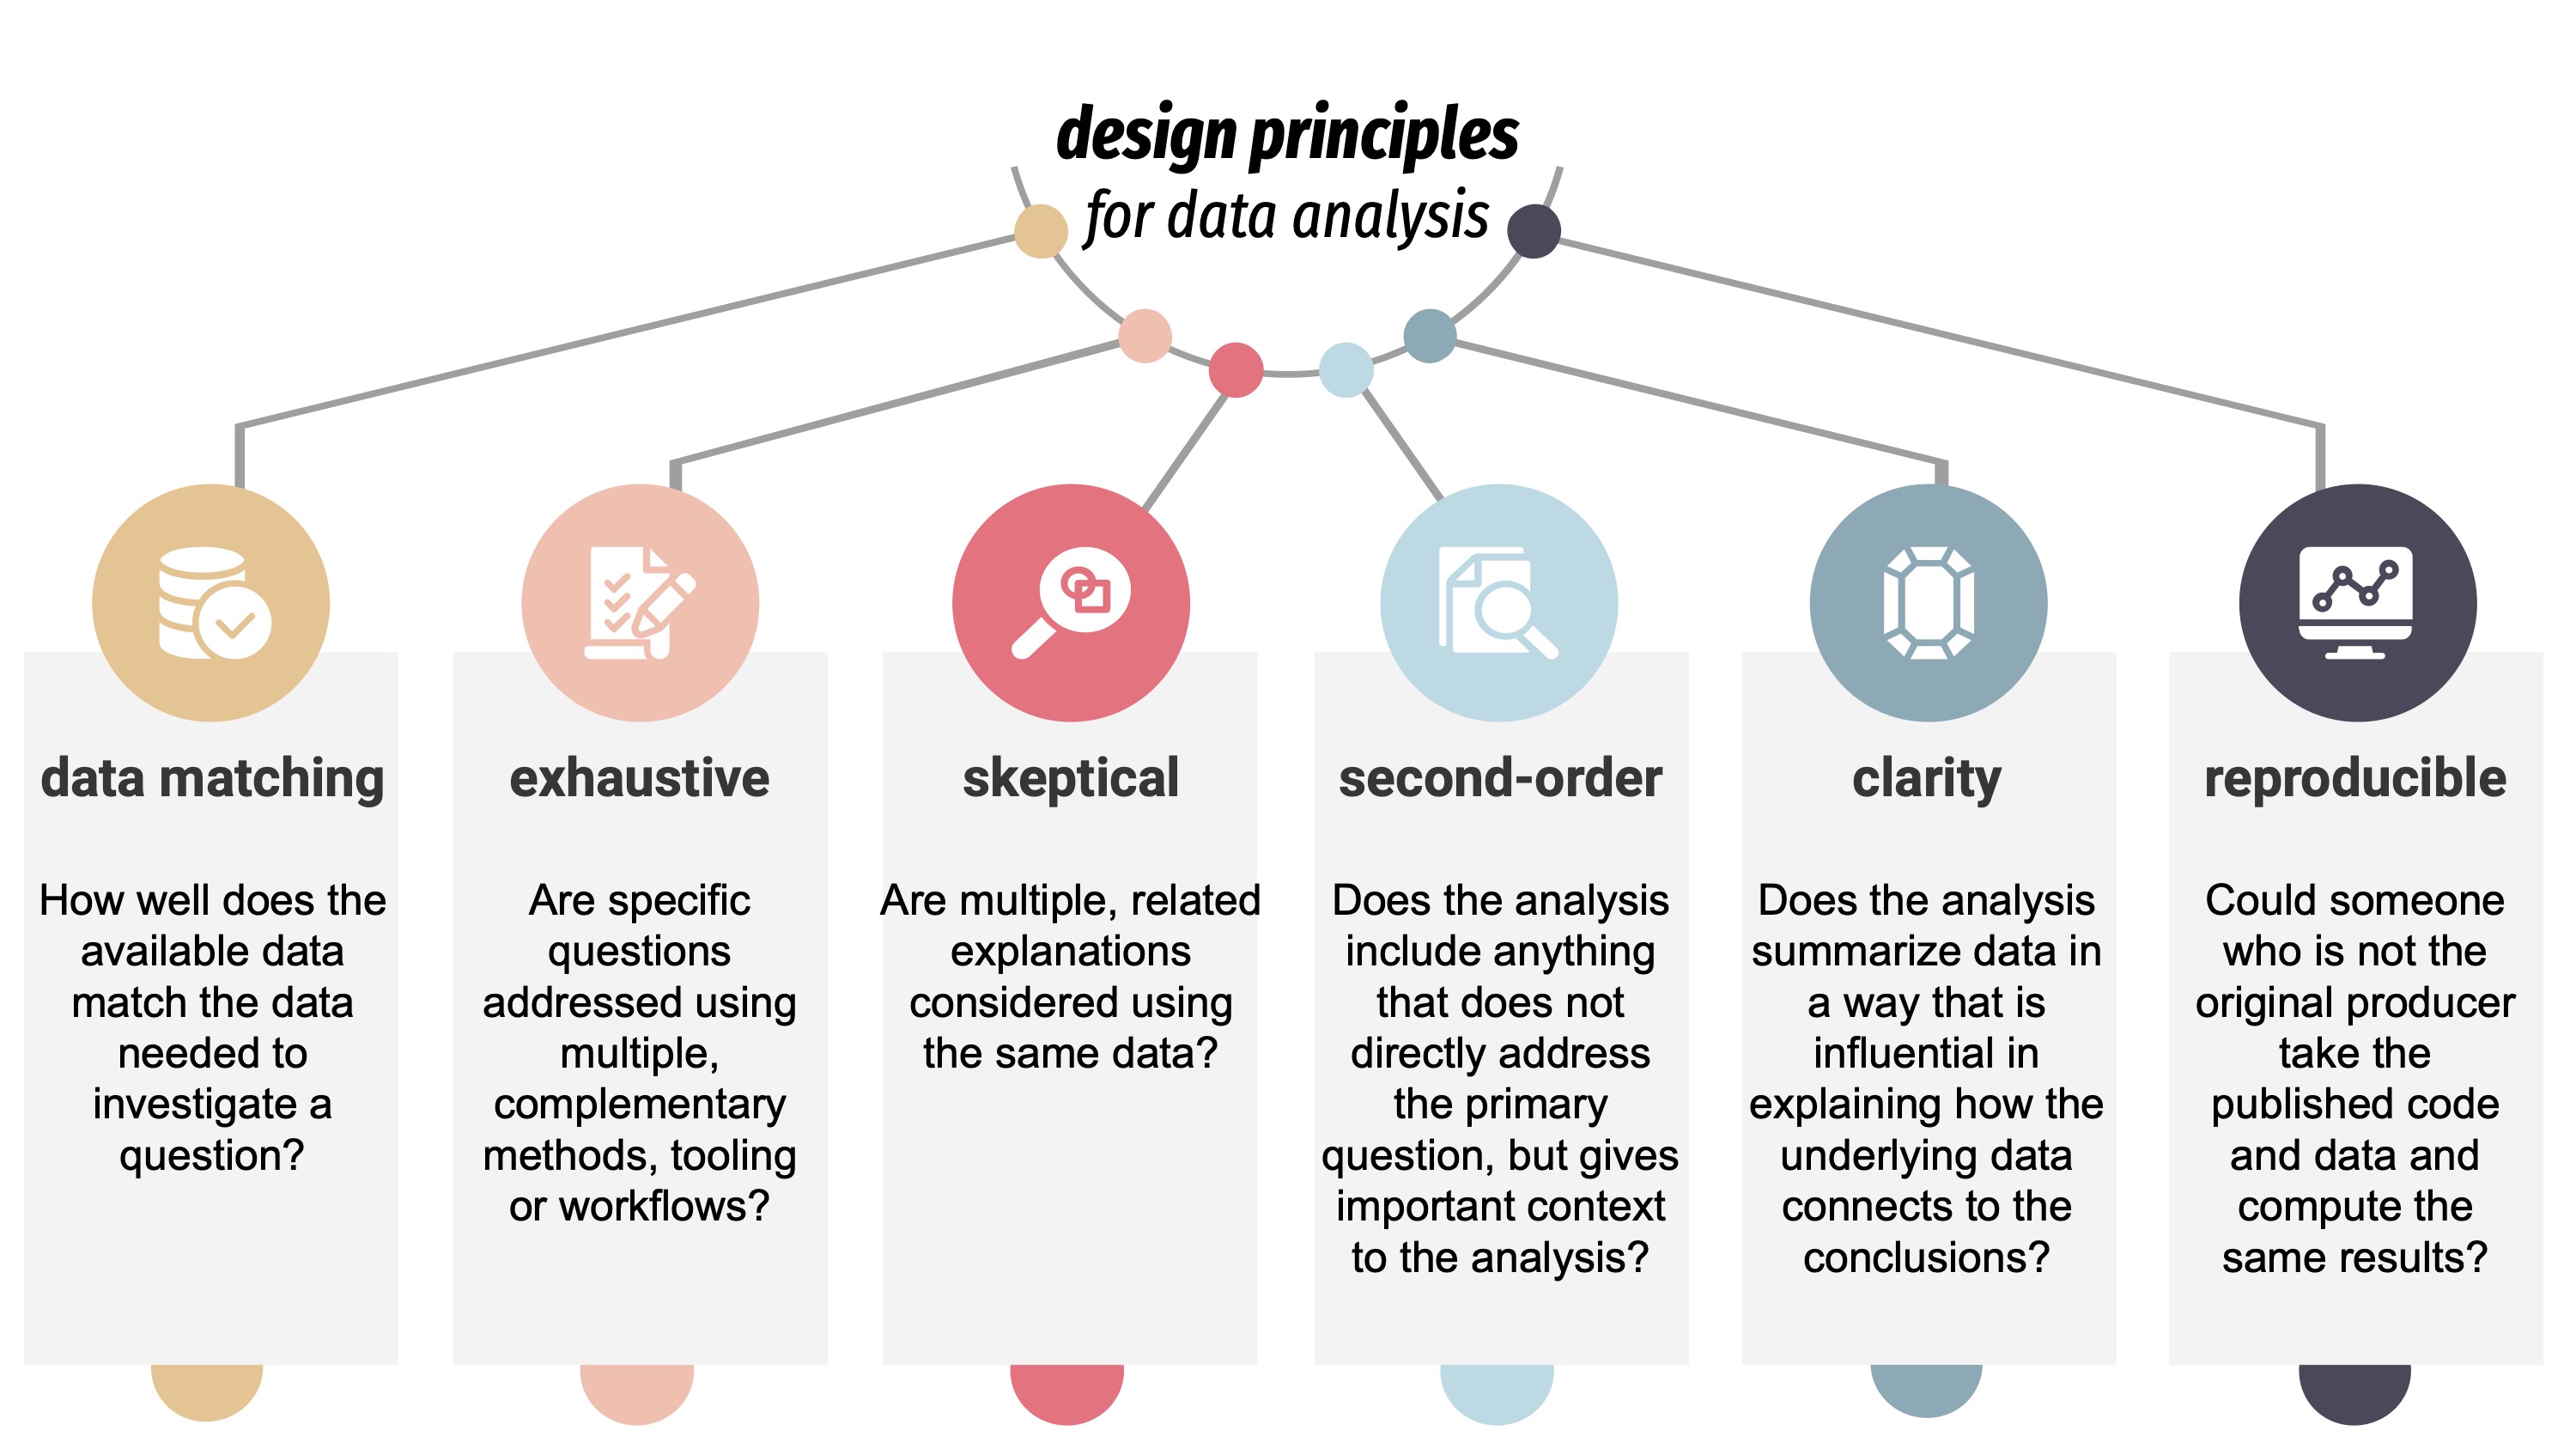 design principles
for data analysis
data matching
How well does the
available data
match the data
needed to
investigate a
question?
exhaustive
Are specific
questions
addressed using
multiple,
complementary
methods, tooling
or workflows?
skeptical
Are multiple, related
explanations
considered using
the same data?
second-order
Does the analysis
include anything
that does not
directly address
the primary
question, but gives
important context
to the analysis?
clarity
Does the analysis
summarize data in
a way that is
influential in
explaining how the
underlying data
connects to the
conclusions?
reproducible
Could someone
who is not the
original producer
take the
published code
and data and
compute the
same results?